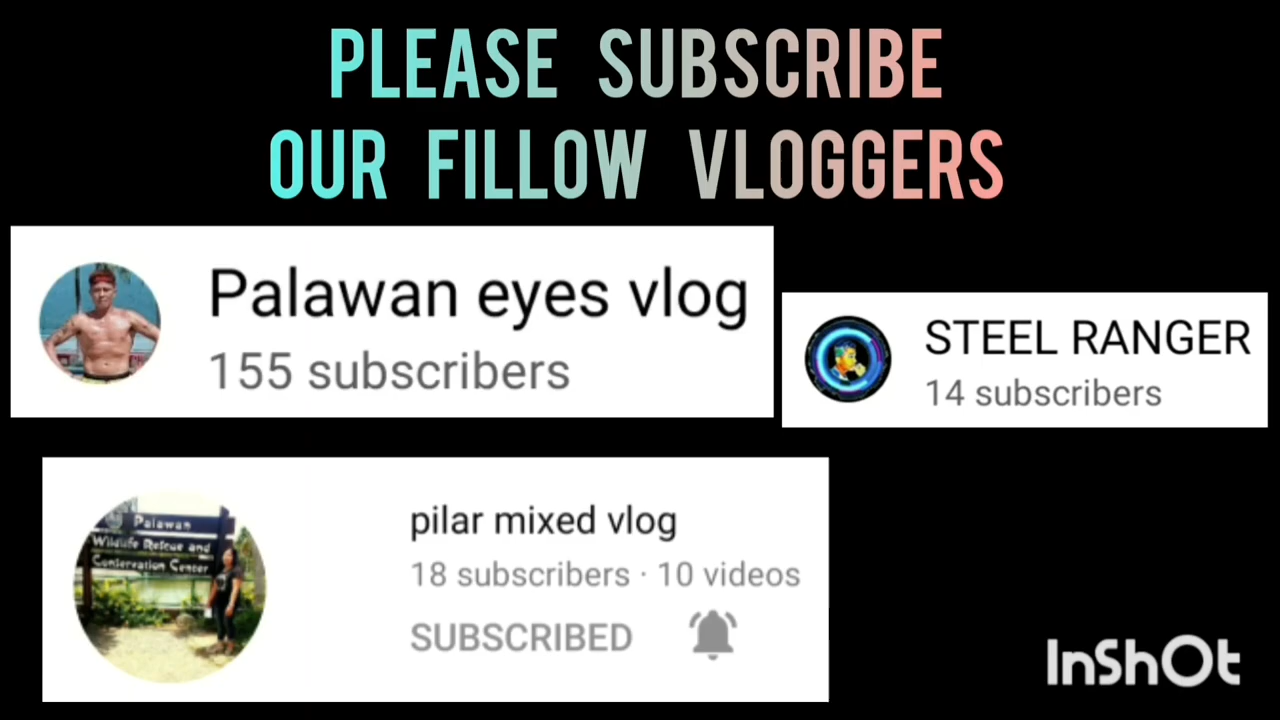 PLEASE SUBSCRIBE
OUR FILLOW VLOGGERS
Palawan eyes vlog
155 subscribers
STEEL RANGER
14 subscribers
Palawan
Wildlife Rescue and
Conservation Center
pilar mixed vlog
18 subscribers · 10 videos
SUBSCRIBED
InShOt